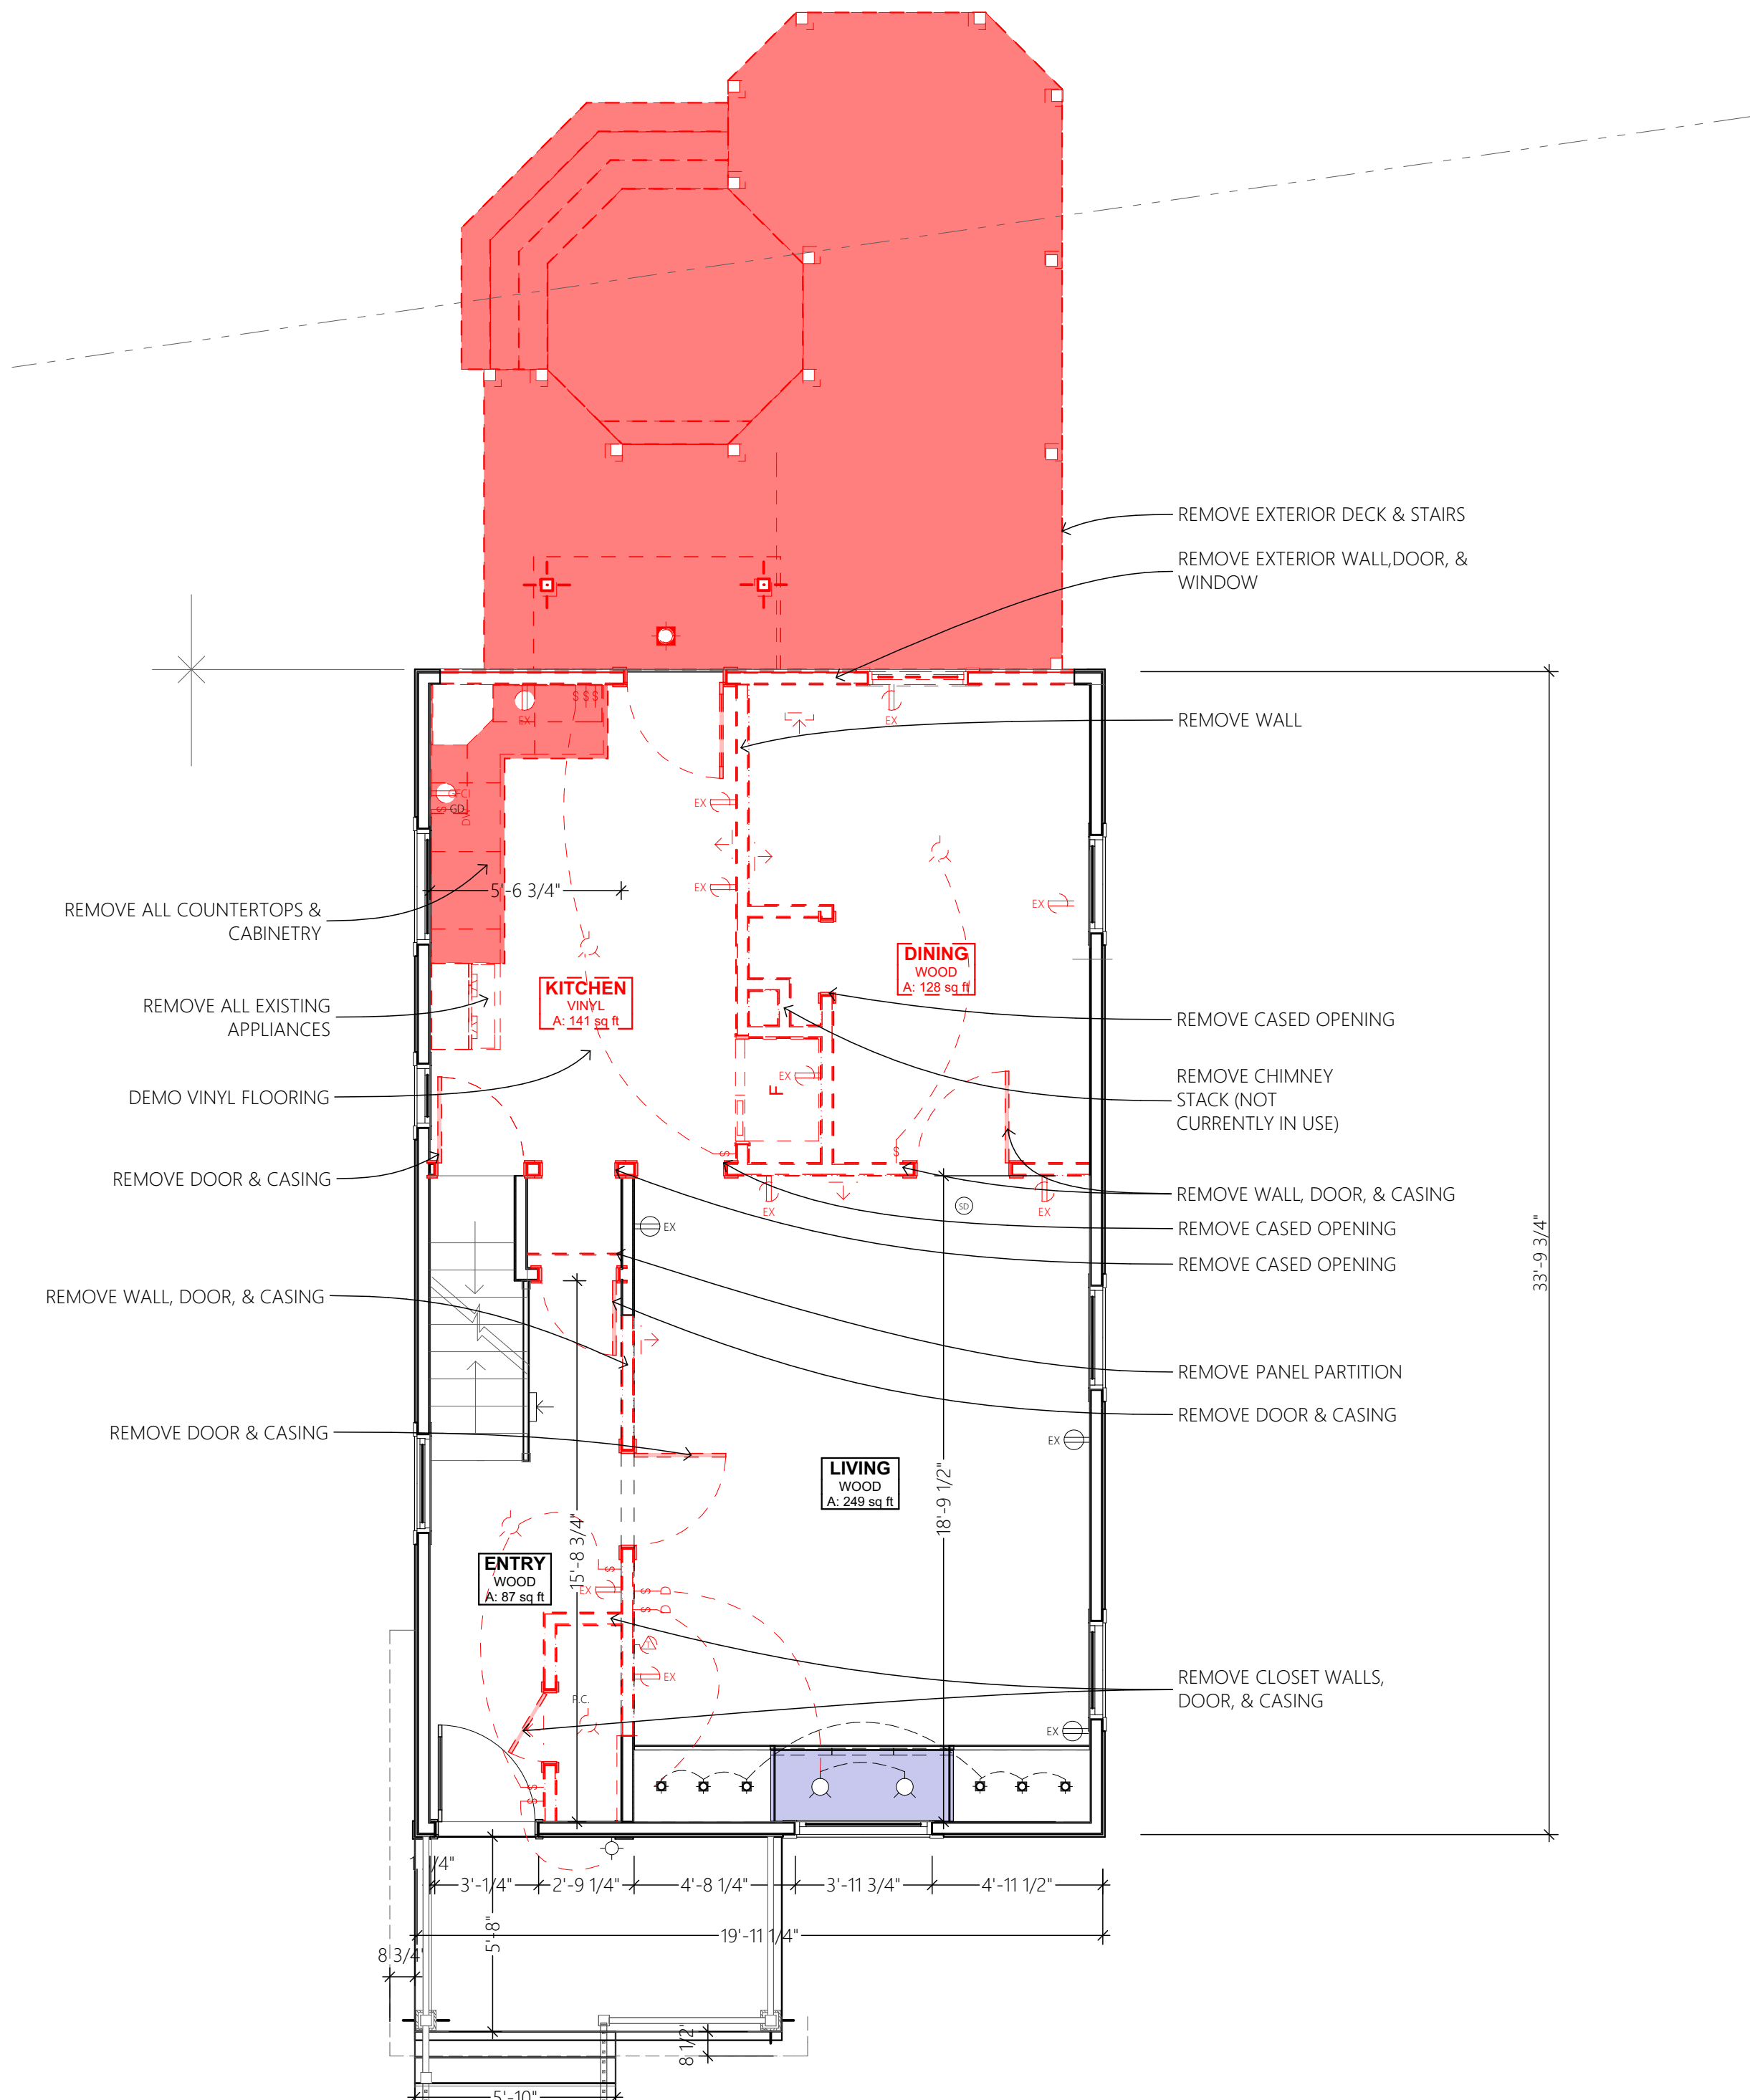 REMOVE EXTERIOR DECK & STAIRS
REMOVE EXTERIOR WALL,DOOR, &
WINDOW
REMOVE WALL
EX
EX
$ $ $
GFCI
S
GD
DW
EX
EX
EX
5'-6 3/4"
REMOVE ALL COUNTERTOPS &
CABINETRY
DINING
WOOD
A: 128 sq ft
KITCHEN
VINYL
A: 141 sq ft
REMOVE ALL EXISTING
APPLIANCES
REMOVE CASED OPENING
REMOVE CHIMNEY
STACK (NOT
CURRENTLY IN USE)
EX
F
DEMO VINYL FLOORING
REMOVE DOOR & CASING
$
$
REMOVE WALL, DOOR, & CASING
EX
EX
SD
EX
REMOVE CASED OPENING
REMOVE CASED OPENING
33'-9 3/4"
REMOVE WALL, DOOR, & CASING
REMOVE PANEL PARTITION
REMOVE DOOR & CASING
REMOVE DOOR & CASING
EX
LIVING
WOOD
A: 249 sq ft
18'-9 1/2"
15'-8 3/4"
ENTRY
WOOD
A: 87 sq ft
$
EX
$ D
$ D
EX
P.C.
REMOVE CLOSET WALLS,
DOOR, & CASING
EX
$
$
3'-1/4"
2'-9 1/4"
4'-8 1/4"
3'-11 3/4"
4'-11 1/2"
19'-11 1/4"
5'-8"
8 3/4"
8 1/2"
5'-10"